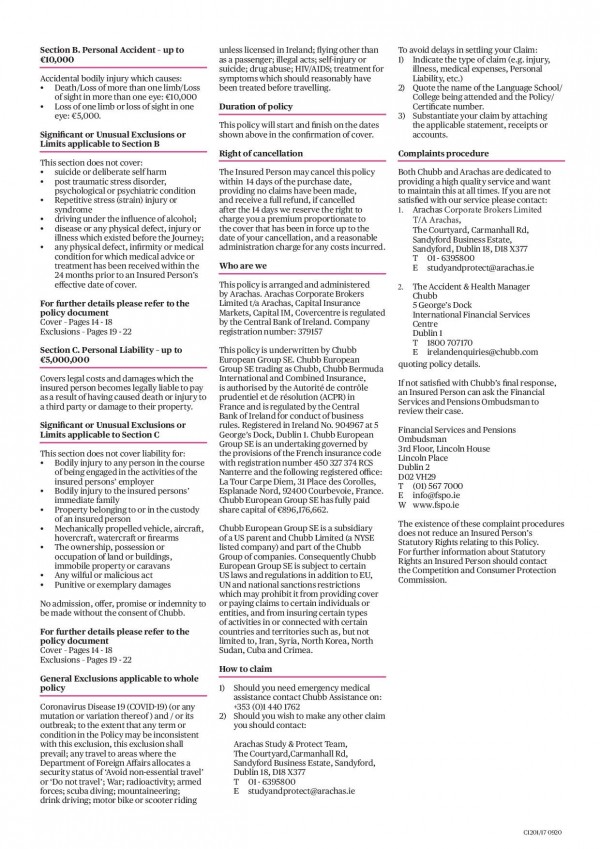 Section B. Personal Accident – up to
€10,000
Accidental bodily injury which causes:
• Death/Loss of more than one limb/Loss
of sight in more than one eye: €10,000
• Loss of one limb or loss of sight in one
eye: €5,000.
Significant or Unusual Exclusions or
Limits applicable to Section B
This section does not cover:
• suicide or deliberate self harm
• post traumatic stress disorder,
psychological or psychiatric condition
• Repetitive stress (strain) injury or
syndrome
• driving under the influence of alcohol;
• disease or any physical defect, injury or
illness which existed before the Journey;
• any physical defect, infirmity or medical
condition for which medical advice or
treatment has been received within the
24 months prior to an Insured Person's
effective date of cover.
For further details please refer to the
policy document
Cover – Pages 14 - 18
Exclusions – Pages 19 - 22
Section C. Personal Liability – up to
€5,000,000
Covers legal costs and damages which the
insured person becomes legally liable to pay
as a result of having caused death or injury to
a third party or damage to their property.
Significant or Unusual Exclusions or
Limits applicable to Section C
This section does not cover liability for:
• Bodily injury to any person in the course
of being engaged in the activities of the
insured persons' employer
• Bodily injury to the insured persons'
immediate family
• Property belonging to or in the custody
of an insured person
• Mechanically propelled vehicle, aircraft,
hovercraft, watercraft or firearms
• The ownership, possession or
occupation of land or buildings,
immobile property or caravans
• Any wilful or malicious act
• Punitive or exemplary damages
No admission, offer, promise or indemnity to
be made without the consent of Chubb.
For further details please refer to the
policy document
Cover – Pages 14 - 18
Exclusions – Pages 19 - 22
General Exclusions applicable to whole
policy
Coronavirus Disease 19 (COVID-19) (or any
mutation or variation thereof ) and / or its
outbreak; to the extent that any term or
condition in the Policy may be inconsistent
with this exclusion, this exclusion shall
prevail; any travel to areas where the
Department of Foreign Affairs allocates a
security status of 'Avoid non-essential travel'
or 'Do not travel'; War; radioactivity; armed
forces; scuba diving; mountaineering;
drink driving; motor bike or scooter riding
unless licensed in Ireland; flying other than
as a passenger; illegal acts; self-injury or
suicide; drug abuse; HIV/AIDS; treatment for
symptoms which should reasonably have
been treated before travelling.
Duration of policy
This policy will start and finish on the dates
shown above in the confirmation of cover.
Right of cancellation
The Insured Person may cancel this policy
within 14 days of the purchase date,
providing no claims have been made,
and receive a full refund, if cancelled
after the 14 days we reserve the right to
charge you a premium proportionate to
the cover that has been in force up to the
date of your cancellation, and a reasonable
administration charge for any costs incurred.
Who are we
This policy is arranged and administered
by Arachas. Arachas Corporate Brokers
Limited t/a Arachas, Capital Insurance
Markets, Capital IM, Covercentre is regulated
by the Central Bank of Ireland. Company
registration number: 379157
This policy is underwritten by Chubb
European Group SE. Chubb European
Group SE trading as Chubb, Chubb Bermuda
International and Combined Insurance,
is authorised by the Autorité de contrôle
prudentiel et de résolution (ACPR) in
France and is regulated by the Central
Bank of Ireland for conduct of business
rules. Registered in Ireland No. 904967 at 5
George's Dock, Dublin 1. Chubb European
Group SE is an undertaking governed by
the provisions of the French insurance code
with registration number 450 327 374 RCS
Nanterre and the following registered office:
La Tour Carpe Diem, 31 Place des Corolles,
Esplanade Nord, 92400 Courbevoie, France.
Chubb European Group SE has fully paid
share capital of €896,176,662.
Chubb European Group SE is a subsidiary
of a US parent and Chubb Limited (a NYSE
listed company) and part of the Chubb
Group of companies. Consequently Chubb
European Group SE is subject to certain
US laws and regulations in addition to EU,
UN and national sanctions restrictions
which may prohibit it from providing cover
or paying claims to certain individuals or
entities, and from insuring certain types
of activities in or connected with certain
countries and territories such as, but not
limited to, Iran, Syria, North Korea, North
Sudan, Cuba and Crimea.
How to claim
1) Should you need emergency medical
assistance contact Chubb Assistance on:
+353 (0)1 440 1762
2) Should you wish to make any other claim
you should contact:
Arachas Study & Protect Team,
The Courtyard,Carmanhall Rd,
Sandyford Business Estate, Sandyford,
Dublin 18, D18 X377
T 01 - 6395800
E studyandprotect@arachas.ie
To avoid delays in settling your Claim:
1) Indicate the type of claim (e.g. injury,
illness, medical expenses, Personal
Liability, etc.)
2) Quote the name of the Language School/
College being attended and the Policy/
Certificate number.
3) Substantiate your claim by attaching
the applicable statement, receipts or
accounts.
Complaints procedure
Both Chubb and Arachas are dedicated to
providing a high quality service and want
to maintain this at all times. If you are not
satisfied with our service please contact:
1. Arachas Corporate Brokers Limited
T/A Arachas,
The Courtyard, Carmanhall Rd,
Sandyford Business Estate,
Sandyford, Dublin 18, D18 X377
T 01 - 6395800
E studyandprotect@arachas.ie
2. The Accident & Health Manager
Chubb
5 George's Dock
International Financial Services
Centre
Dublin 1
T 1800 707170
E irelandenquiries@chubb.com
quoting policy details.
If not satisfied with Chubb's final response,
an Insured Person can ask the Financial
Services and Pensions Ombudsman to
review their case.
Financial Services and Pensions
Ombudsman
3rd Floor, Lincoln House
Lincoln Place
Dublin 2
D02 VH29
T (01) 567 7000
E info@fspo.ie
W www.fspo.ie
The existence of these complaint procedures
does not reduce an Insured Person's
Statutory Rights relating to this Policy.
For further information about Statutory
Rights an Insured Person should contact
the Competition and Consumer Protection
Commission.
CI201/17 0920